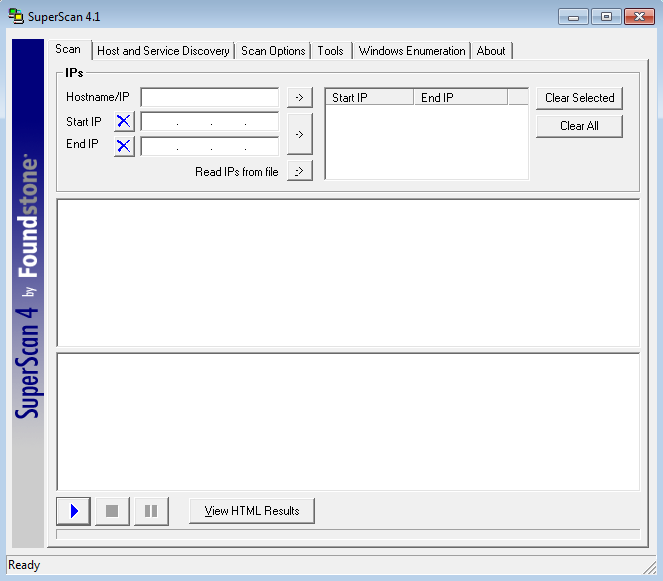 SuperScan 4.1
Scan
Host and Service Discovery
Scan Options
Tools
Windows Enumeration
About
IPs
Hostname/IP
->
Start IP
End IP
Clear Selected
Start IP
X
. . .
->
Clear All
End IP
X
. . .
Read IPs from file
->
SuperScan 4 by Foundstone
View HTML Results
Ready